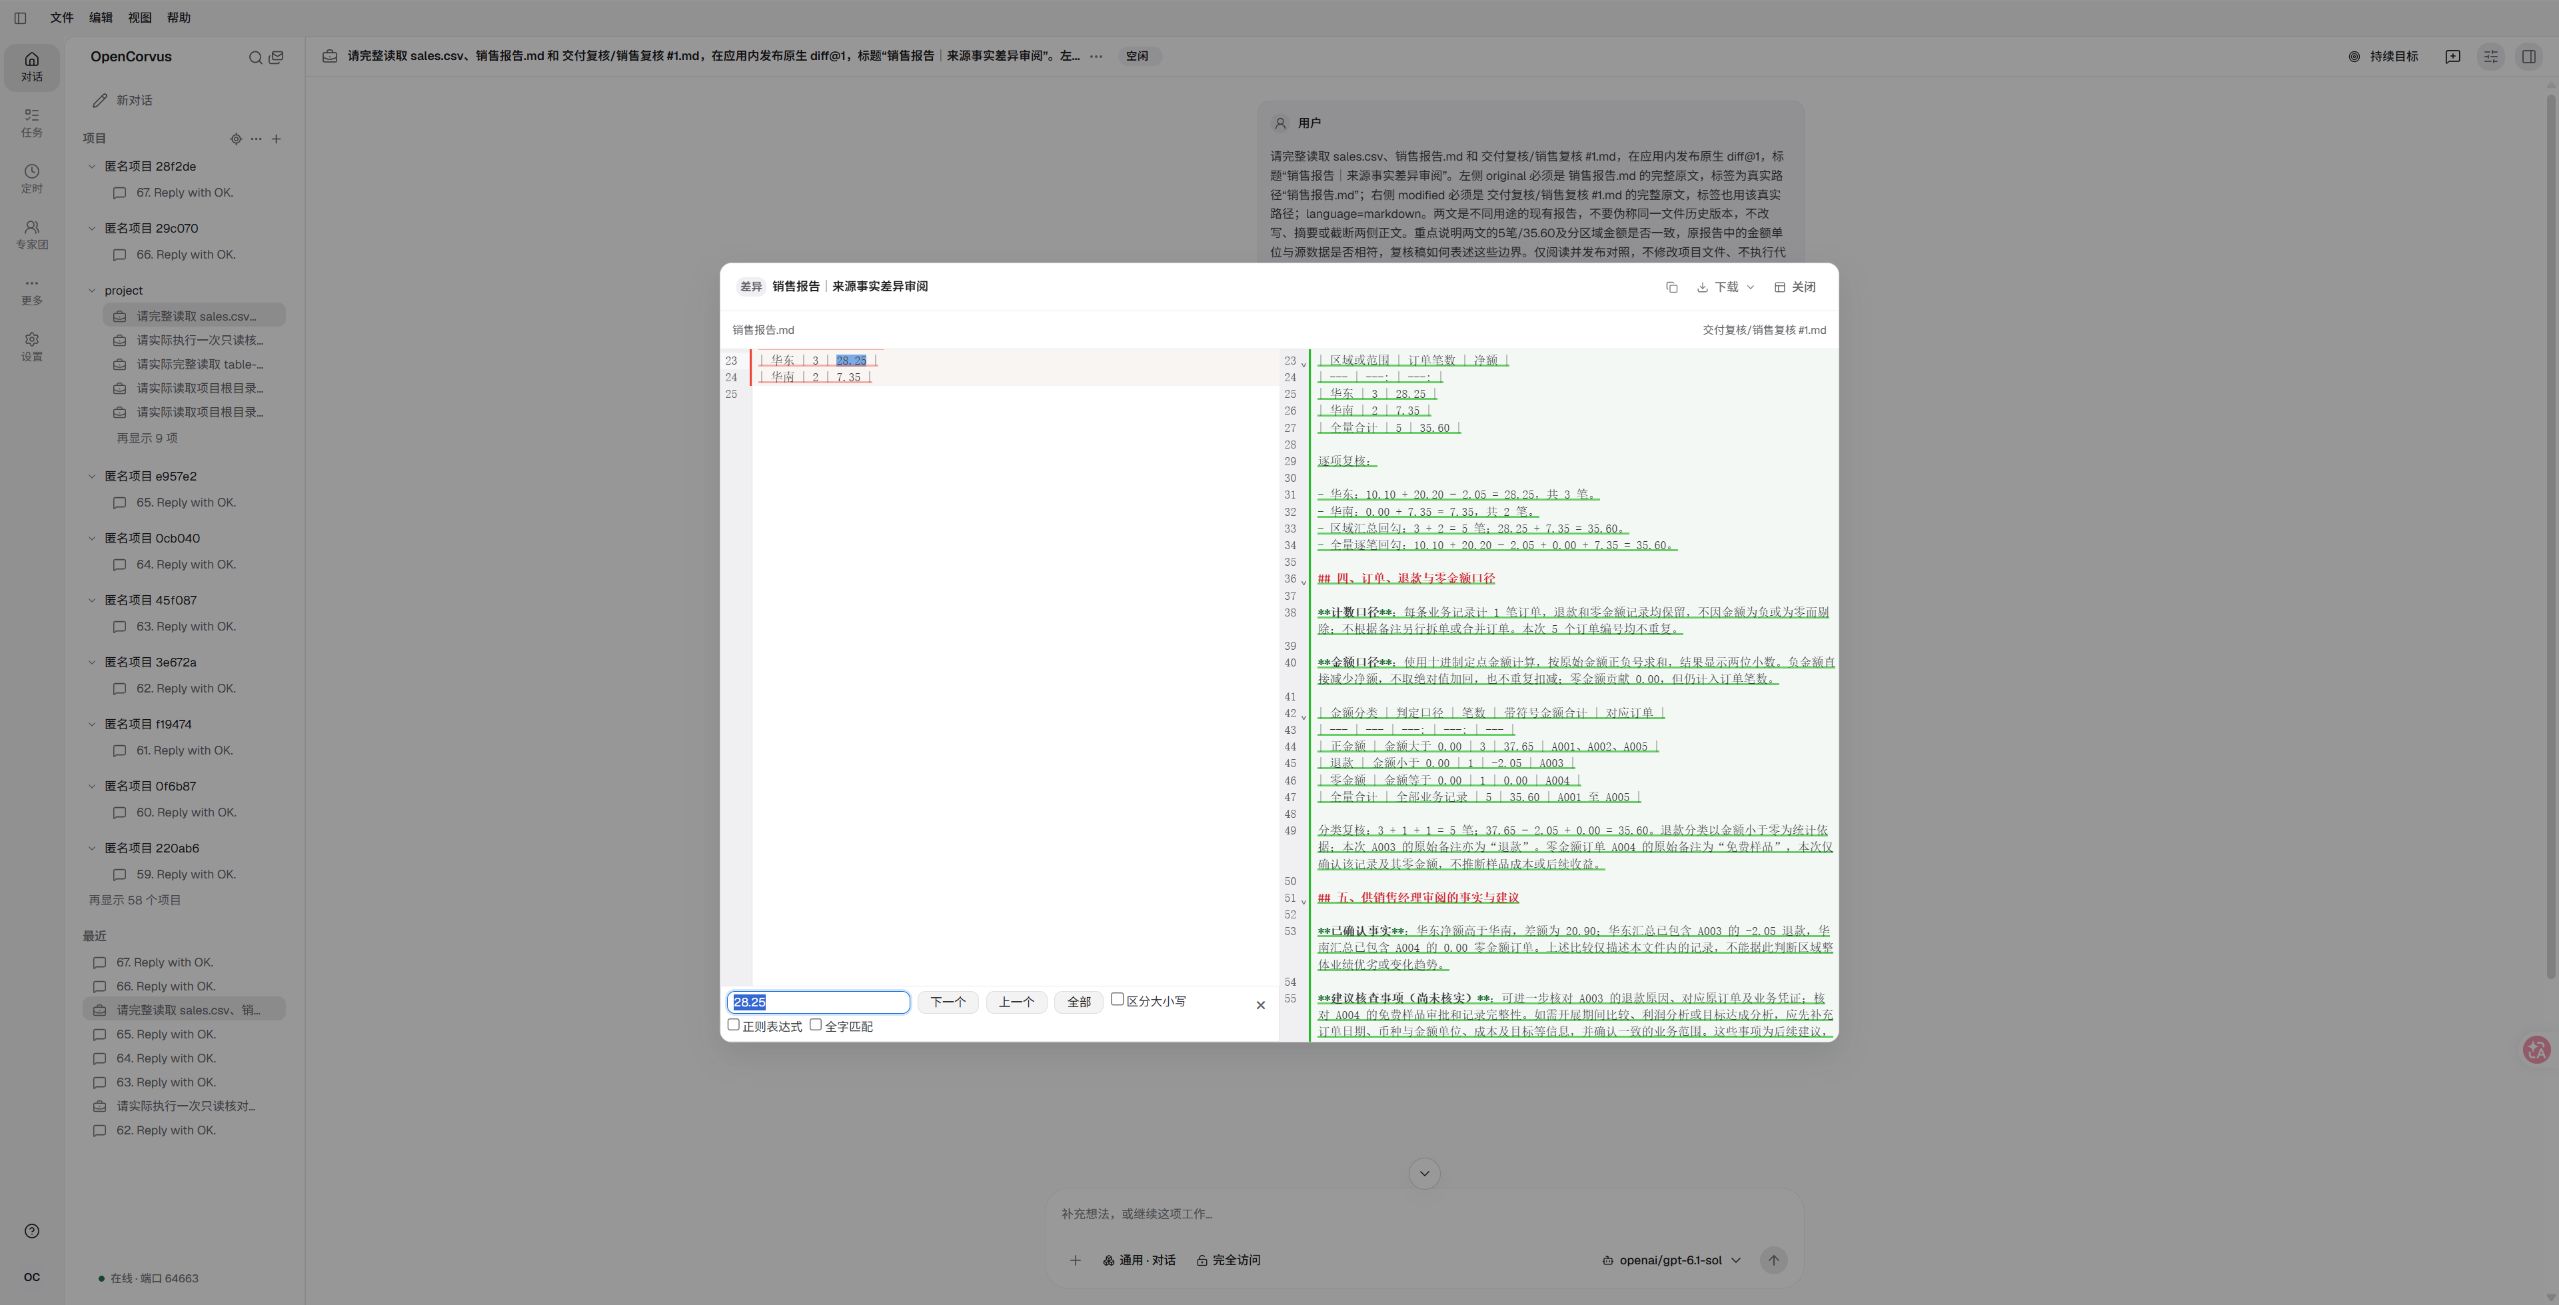 文件 编辑 视图 帮助
对话
任务
定时
专家团
更多
设置
OC
OpenCorvus
新对话
项目
匿名项目 28f2de
67. Reply with OK.
匿名项目 29c070
66. Reply with OK.
project
请完整读取 sales.csv...
请实际执行一次只读核...
请实际完整读取 table-...
请实际读取项目根目录...
请实际读取项目根目录...
再显示 9 项
匿名项目 e957e2
65. Reply with OK.
匿名项目 0cb040
64. Reply with OK.
匿名项目 45f087
63. Reply with OK.
匿名项目 3e672a
62. Reply with OK.
匿名项目 f19474
61. Reply with OK.
匿名项目 0f6b87
60. Reply with OK.
匿名项目 220ab6
59. Reply with OK.
再显示 58 个项目
最近
67. Reply with OK.
66. Reply with OK.
请完整读取 sales.csv、销...
65. Reply with OK.
64. Reply with OK.
63. Reply with OK.
请实际执行一次只读核对...
62. Reply with OK.
在线 · 端口 64663
请完整读取 sales.csv、销售报告.md 和 交付复核/销售复核 #1.md，在应用内发布原生 diff@1，标题“销售报告｜来源事实差异审阅”。左... ··· 空闲
持续目标
用户
请完整读取 sales.csv、销售报告.md 和 交付复核/销售复核 #1.md，在应用内发布原生 diff@1，标
题“销售报告｜来源事实差异审阅”。左侧 original 必须是 销售报告.md 的完整原文，标签为真实路
径“销售报告.md”；右侧 modified 必须是 交付复核/销售复核 #1.md 的完整原文，标签也用该真实
路径；language=markdown。两文是不同用途的现有报告，不要伪称同一文件历史版本，不改
写、摘要或截断两侧正文。重点说明两文的5笔/35.60及分区域金额是否一致，原报告中的金额单
位与源数据是否相符，复核稿如何表述这些边界。仅阅读并发布对照，不修改项目文件、不执行代
差异 销售报告｜来源事实差异审阅
下载 关闭
销售报告.md
交付复核/销售复核 #1.md
23 | 华东 | 3 | 28.25 |
24 | 华南 | 2 | 7.35 |
25
23 | 区域或范围 | 订单笔数 | 净额 |
24 | --- | ---: | ---: |
25 | 华东 | 3 | 28.25 |
26 | 华南 | 2 | 7.35 |
27 | 全量合计 | 5 | 35.60 |
28
29 逐项复核：
30
31 - 华东：10.10 + 20.20 - 2.05 = 28.25，共 3 笔。
32 - 华南：0.00 + 7.35 = 7.35，共 2 笔。
33 - 区域汇总回勾：3 + 2 = 5 笔；28.25 + 7.35 = 35.60。
34 - 全量逐笔回勾：10.10 + 20.20 - 2.05 + 0.00 + 7.35 = 35.60。
35
36 ## 四、订单、退款与零金额口径
37
38 **计数口径**：每条业务记录计 1 笔订单，退款和零金额记录均保留，不因金额为负或为零而剔
除；不根据备注另行拆单或合并订单。本次 5 个订单编号均不重复。
39
40 **金额口径**：使用十进制定点金额计算，按原始金额正负号求和，结果显示两位小数。负金额直
接减少净额，不取绝对值加回，也不重复扣减；零金额贡献 0.00，但仍计入订单笔数。
41
42 | 金额分类 | 判定口径 | 笔数 | 带符号金额合计 | 对应订单 |
43 | --- | --- | ---: | ---: | --- |
44 | 正金额 | 金额大于 0.00 | 3 | 37.65 | A001、A002、A005 |
45 | 退款 | 金额小于 0.00 | 1 | -2.05 | A003 |
46 | 零金额 | 金额等于 0.00 | 1 | 0.00 | A004 |
47 | 全量合计 | 全部业务记录 | 5 | 35.60 | A001 至 A005 |
48
49 分类复核：3 + 1 + 1 = 5 笔；37.65 - 2.05 + 0.00 = 35.60。退款分类以金额小于零为统计依
据；本次 A003 的原始备注亦为“退款”。零金额订单 A004 的原始备注为“免费样品”，本次仅
确认该记录及其零金额，不推断样品成本或后续收益。
50
51 ## 五、供销售经理审阅的事实与建议
52
53 **已确认事实**：华东净额高于华南，差额为 20.90；华东汇总已包含 A003 的 -2.05 退款，华
南汇总已包含 A004 的 0.00 零金额订单。上述比较仅描述本文件内的记录，不能据此判断区域整
体业绩优劣或变化趋势。
54
55 **建议核查事项（尚未核实）**：可进一步核对 A003 的退款原因、对应原订单及业务凭证；核
对 A004 的免费样品审批和记录完整性。如需开展期间比较、利润分析或目标达成分析，应先补充
订单日期、币种与金额单位、成本及目标等信息，并确认一致的业务范围。这些事项为后续建议，
28.25 下一个 上一个 全部 区分大小写
正则表达式 全字匹配
补充想法，或继续这项工作...
通用 · 对话 完全访问
openai/gpt-6.1-sol